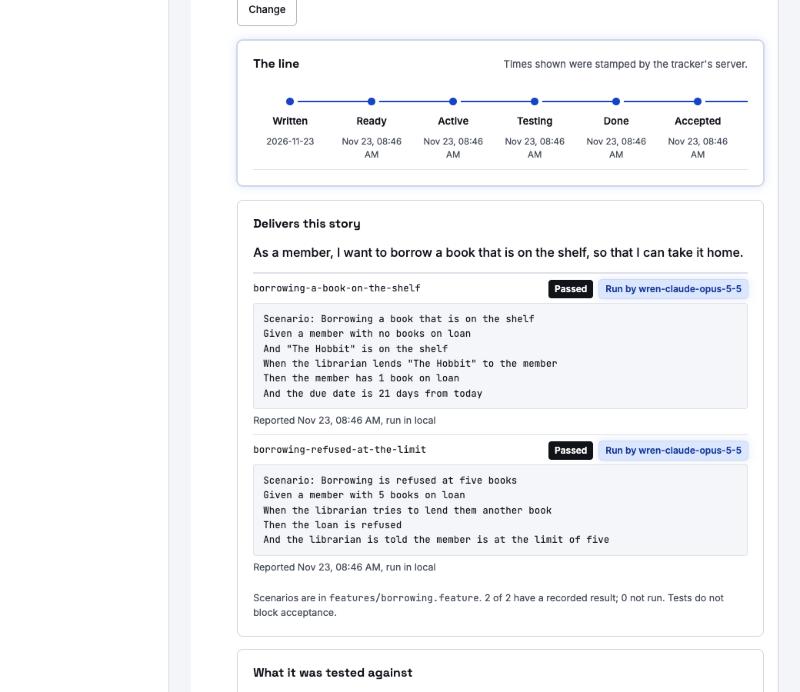 Change
The line
Times shown were stamped by the tracker's server.
Written Ready Active Testing Done Accepted
2026-11-23 Nov 23, 08:46 AM Nov 23, 08:46 AM Nov 23, 08:46 AM Nov 23, 08:46 AM Nov 23, 08:46 AM
Delivers this story
As a member, I want to borrow a book that is on the shelf, so that I can take it home.
borrowing-a-book-on-the-shelf Passed Run by wren-claude-opus-5-5
Scenario: Borrowing a book that is on the shelf
Given a member with no books on loan
And "The Hobbit" is on the shelf
When the librarian lends "The Hobbit" to the member
Then the member has 1 book on loan
And the due date is 21 days from today
Reported Nov 23, 08:46 AM, run in local
borrowing-refused-at-the-limit Passed Run by wren-claude-opus-5-5
Scenario: Borrowing is refused at five books
Given a member with 5 books on loan
When the librarian tries to lend them another book
Then the loan is refused
And the librarian is told the member is at the limit of five
Reported Nov 23, 08:46 AM, run in local
Scenarios are in features/borrowing.feature. 2 of 2 have a recorded result; 0 not run. Tests do not
block acceptance.
What it was tested against